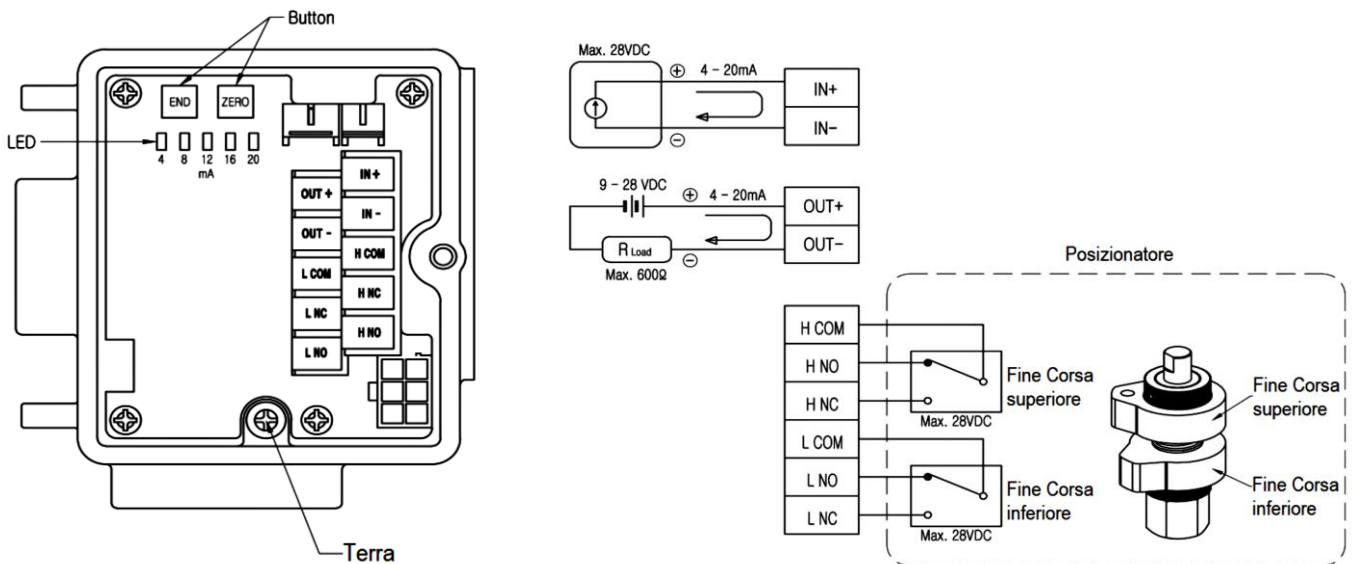 Button
END
ZERO
LED
4 8 12 16 20
mA
OUT +
OUT -
L COM
L NC
L NO
IN +
IN -
H COM
H NC
H NO
Terra
Max. 28VDC
⊕ 4 - 20mA
⊖
IN+
IN-
9 - 28 VDC
⊕ 4 - 20mA
R Load
⊖
Max. 600Ω
OUT+
OUT-
Posizionatore
H COM
H NO
H NC
L COM
L NO
L NC
Fine Corsa
superiore
Max. 28VDC
Fine Corsa
inferiore
Max. 28VDC
Fine Corsa
superiore
Fine Corsa
inferiore